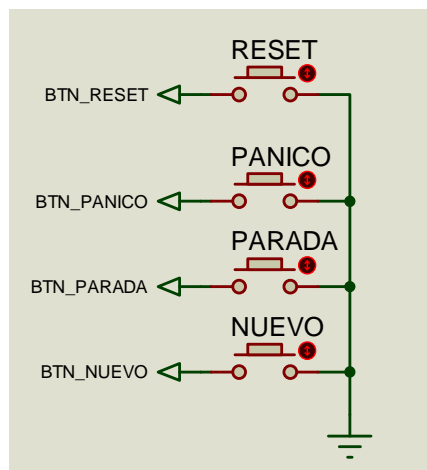 RESET
BTN_RESET
PANICO
BTN_PANICO
PARADA
BTN_PARADA
NUEVO
BTN_NUEVO